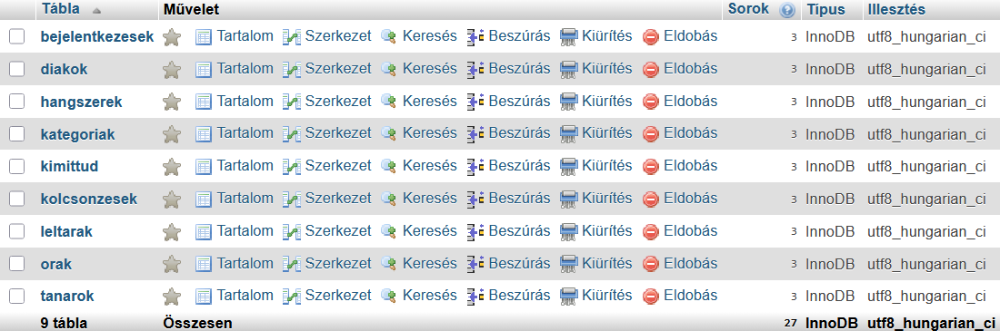 Tábla Művelet Sorok Típus Illesztés
bejelentkezesek Tartalom Szerkezet Keresés Beszúrás Kiürítés Eldobás 3 InnoDB utf8_hungarian_ci
diakok Tartalom Szerkezet Keresés Beszúrás Kiürítés Eldobás 3 InnoDB utf8_hungarian_ci
hangszerek Tartalom Szerkezet Keresés Beszúrás Kiürítés Eldobás 3 InnoDB utf8_hungarian_ci
kategoriak Tartalom Szerkezet Keresés Beszúrás Kiürítés Eldobás 3 InnoDB utf8_hungarian_ci
kimittud Tartalom Szerkezet Keresés Beszúrás Kiürítés Eldobás 3 InnoDB utf8_hungarian_ci
kolcsonzesek Tartalom Szerkezet Keresés Beszúrás Kiürítés Eldobás 3 InnoDB utf8_hungarian_ci
leltarak Tartalom Szerkezet Keresés Beszúrás Kiürítés Eldobás 3 InnoDB utf8_hungarian_ci
orak Tartalom Szerkezet Keresés Beszúrás Kiürítés Eldobás 3 InnoDB utf8_hungarian_ci
tanarok Tartalom Szerkezet Keresés Beszúrás Kiürítés Eldobás 3 InnoDB utf8_hungarian_ci
9 tábla Összesen 27 InnoDB utf8_hungarian_ci